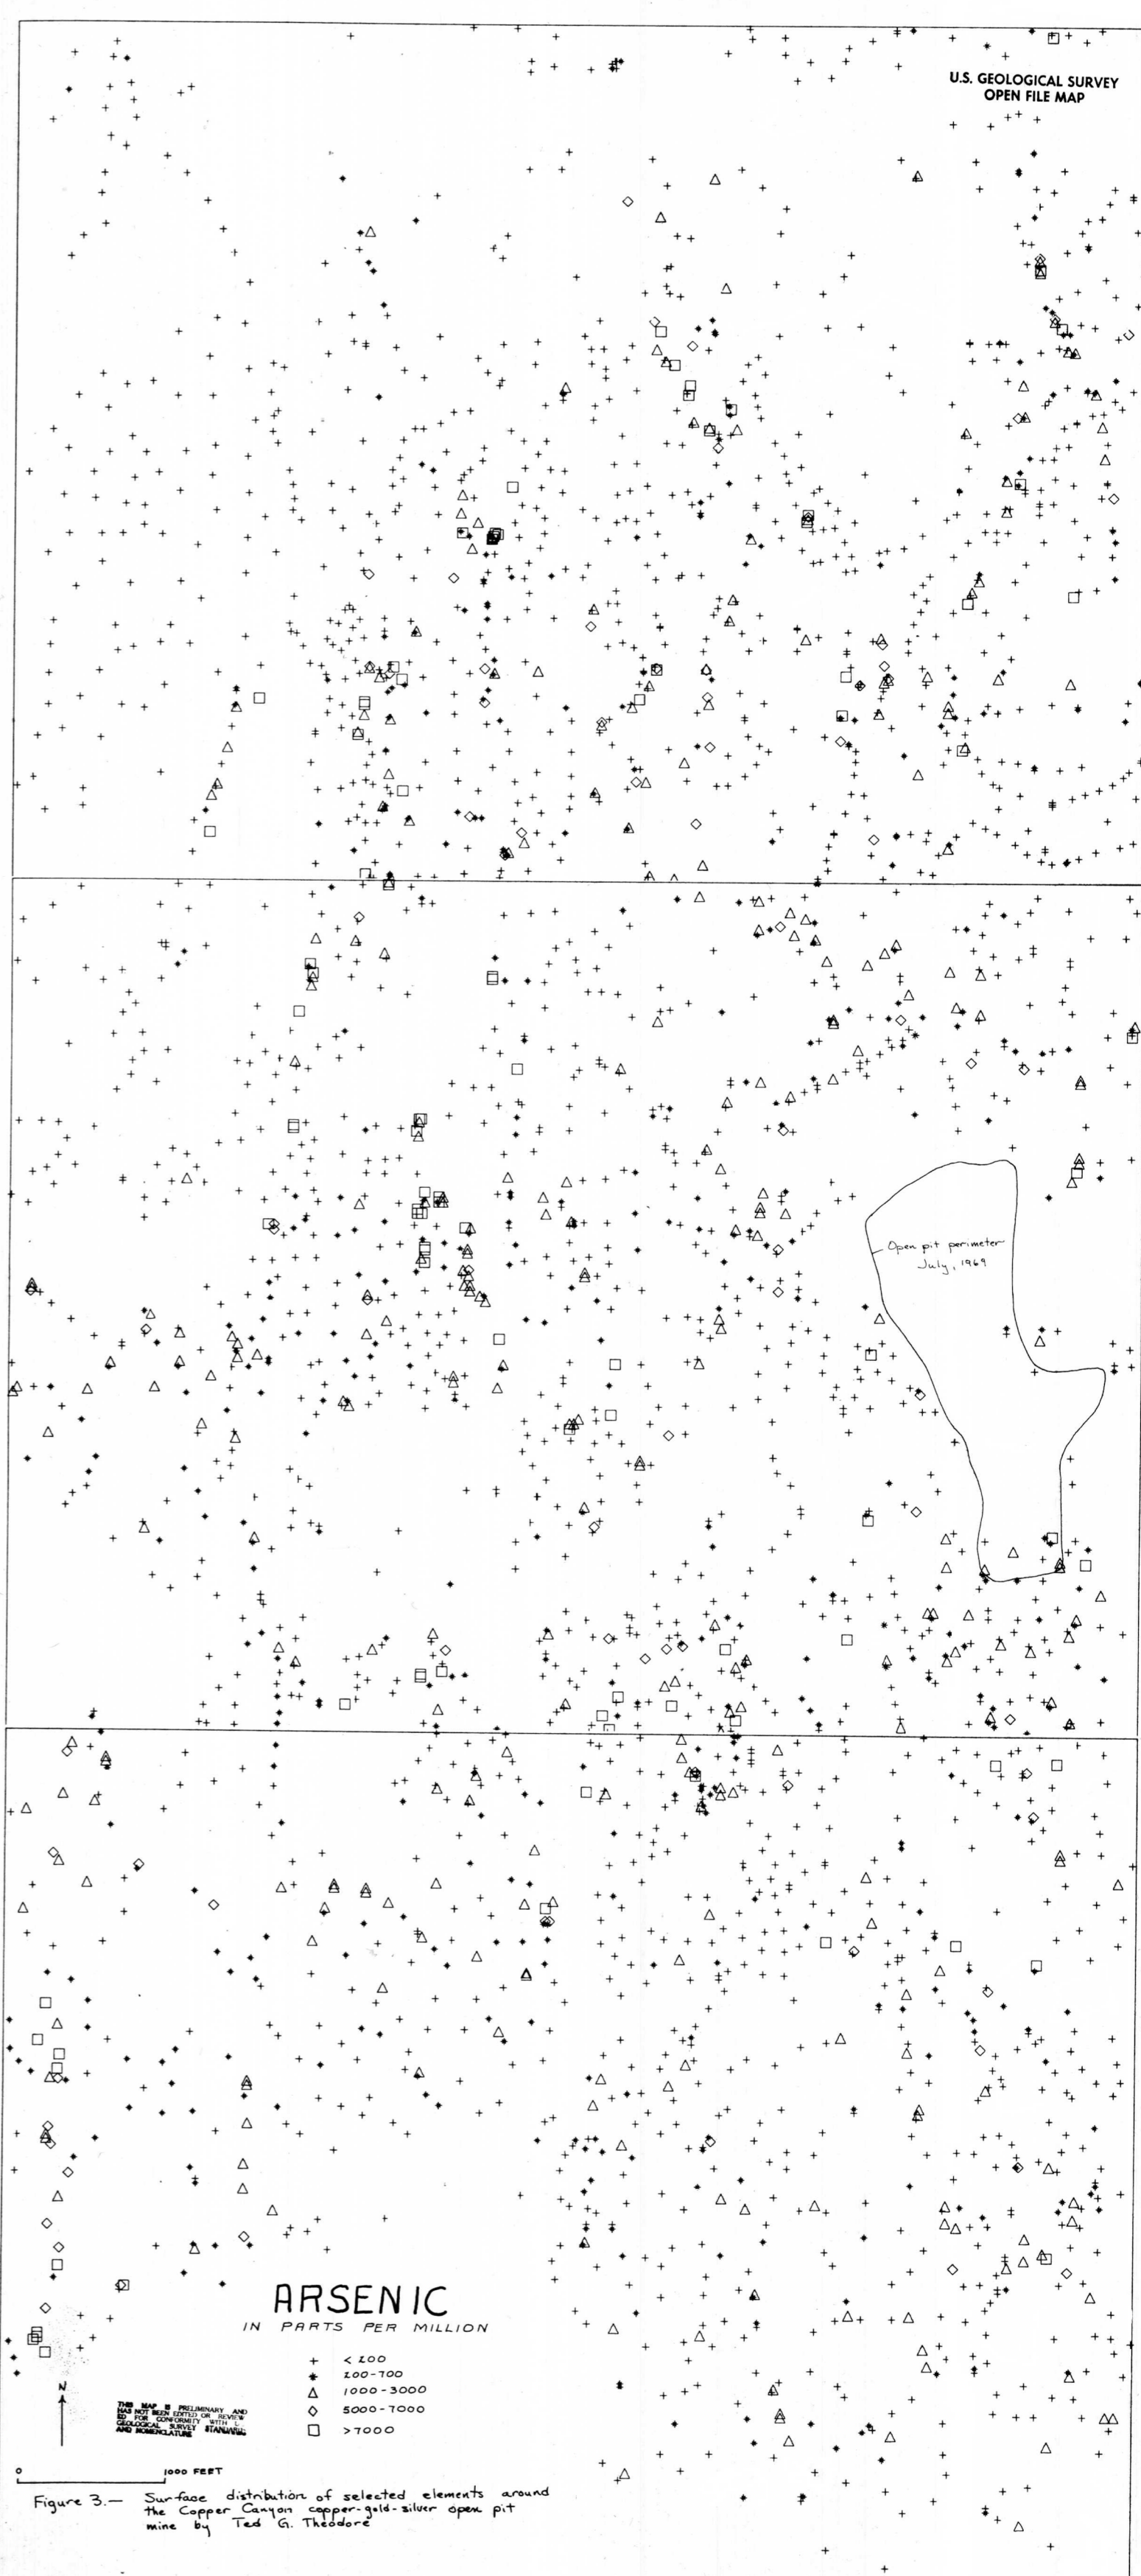 U.S. GEOLOGICAL SURVEY
OPEN FILE MAP
Open pit perimeter
July, 1969
ARSENIC
IN PARTS PER MILLION
+ < 200
200-700
△ 1000-3000
◇ 5000-7000
□ >7000
N
THIS MAP IS PRELIMINARY AND
HAS NOT BEEN EDITED OR REVIEW
ED FOR CONFORMITY WITH
GEOLOGICAL SURVEY STANDARDS
AND NOMENCLATURE
0 1000 FEET
Figure 3.— Surface distribution of selected elements around
the Copper Canyon copper-gold-silver open pit
mine by Ted G. Theodore